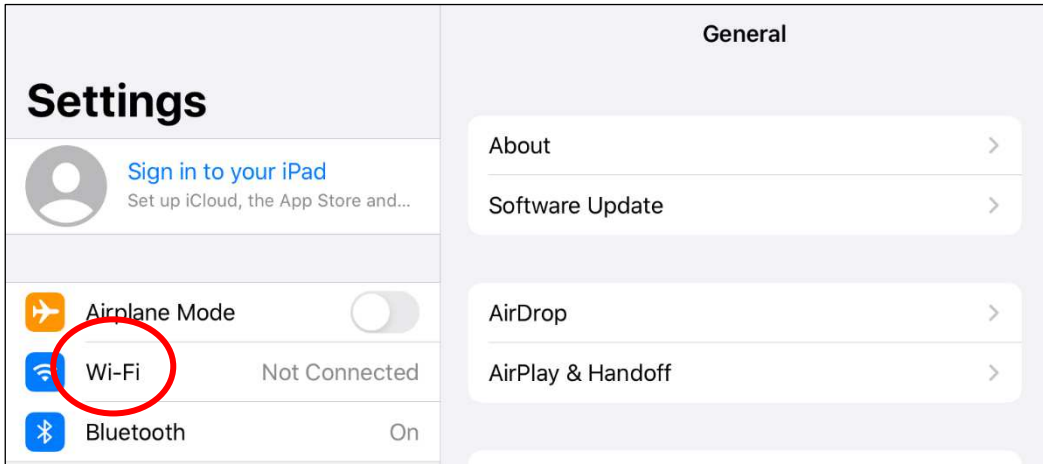 Settings
Sign in to your iPad
Set up iCloud, the App Store and...
Airplane Mode
Wi-Fi Not Connected
Bluetooth On
General
About
Software Update
AirDrop
AirPlay & Handoff